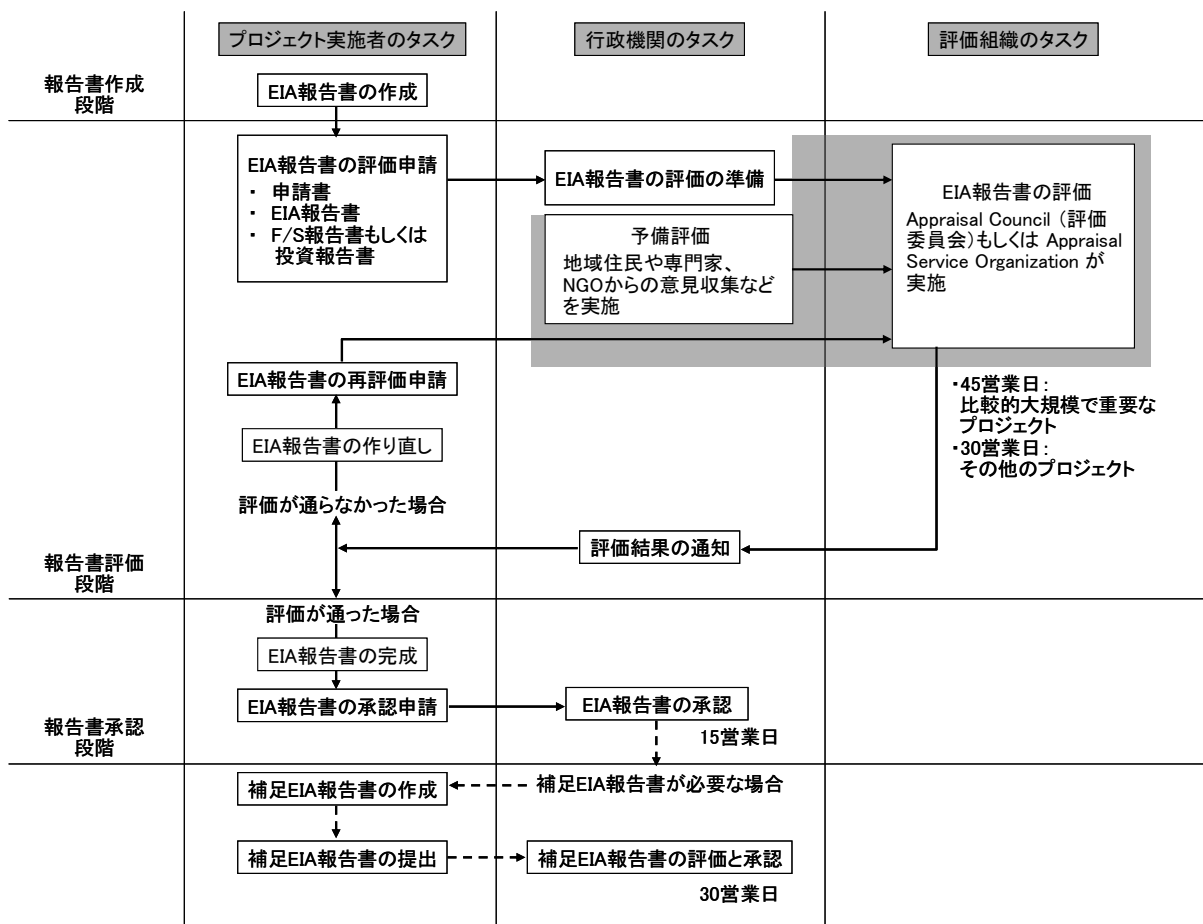 プロジェクト実施者のタスク
行政機関のタスク
評価組織のタスク
報告書作成
段階
EIA報告書の作成
EIA報告書の評価申請
・ 申請書
・ EIA報告書
・ F/S報告書もしくは
投資報告書
EIA報告書の評価の準備
予備評価
地域住民や専門家、
NGOからの意見収集など
を実施
EIA報告書の評価
Appraisal Council (評価
委員会)もしくは Appraisal
Service Organization が
実施
EIA報告書の再評価申請
EIA報告書の作り直し
評価が通らなかった場合
・45営業日:
比較的大規模で重要な
プロジェクト
・30営業日:
その他のプロジェクト
評価結果の通知
報告書評価
段階
評価が通った場合
EIA報告書の完成
EIA報告書の承認申請
EIA報告書の承認
15営業日
報告書承認
段階
補足EIA報告書の作成
補足EIA報告書が必要な場合
補足EIA報告書の提出
補足EIA報告書の評価と承認
30営業日